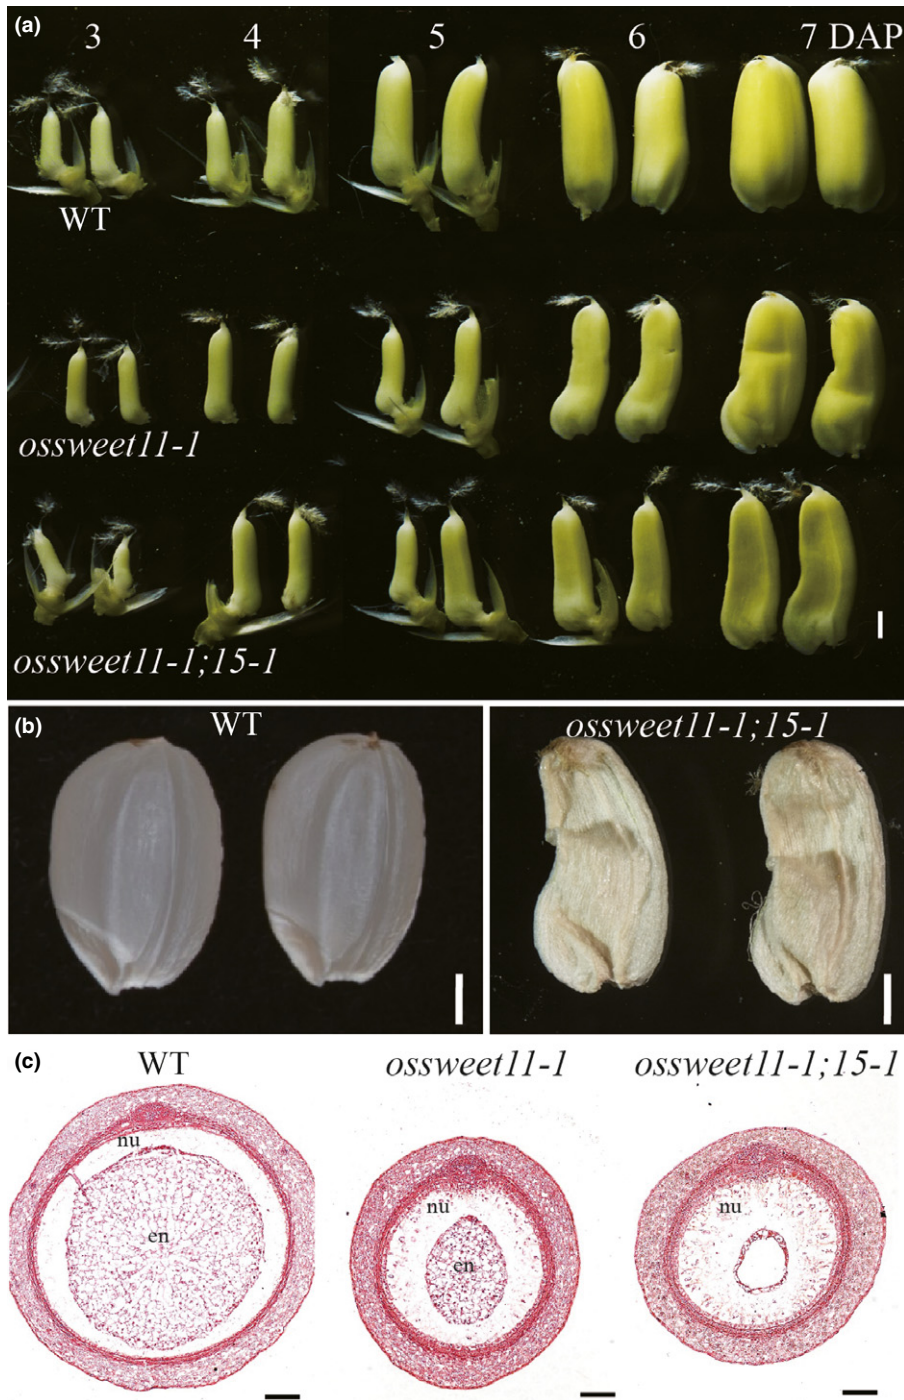 (a) 3 4 5 6 7 DAP
WT
ossweet11-1
ossweet11-1;15-1
(b) WT
ossweet11-1;15-1
(c) WT ossweet11-1 ossweet11-1;15-1
nu
en
nu
en
nu